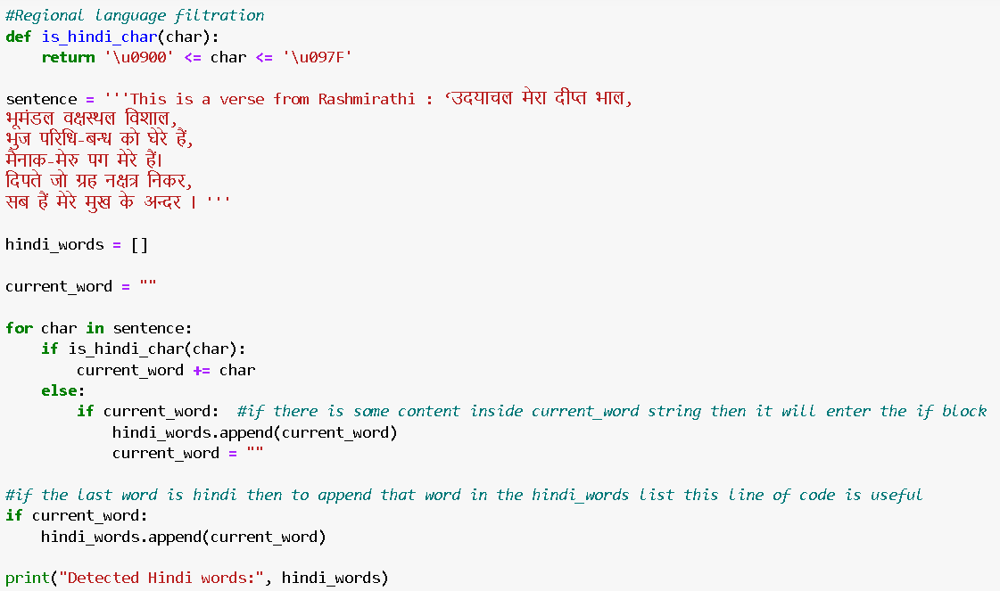 #Regional language filtration
def is_hindi_char(char):
    return '\u0900' <= char <= '\u097F'
sentence = '''This is a verse from Rashmirathi : ‘उदयाचल मेरा दीप्त भाल,
भूमंडल वक्षस्थल विशाल,
भुज परिधि-बन्ध को घेरे हैं,
मैनाक-मेरु पग मेरे हैं।
दिपते जो ग्रह नक्षत्र निकर,
सब हैं मेरे मुख के अन्दर । '''
hindi_words = []
current_word = ""
for char in sentence:
    if is_hindi_char(char):
        current_word += char
    else:
        if current_word:  #if there is some content inside current_word string then it will enter the if block
            hindi_words.append(current_word)
            current_word = ""
#if the last word is hindi then to append that word in the hindi_words list this line of code is useful
if current_word:
    hindi_words.append(current_word)
print("Detected Hindi words:", hindi_words)